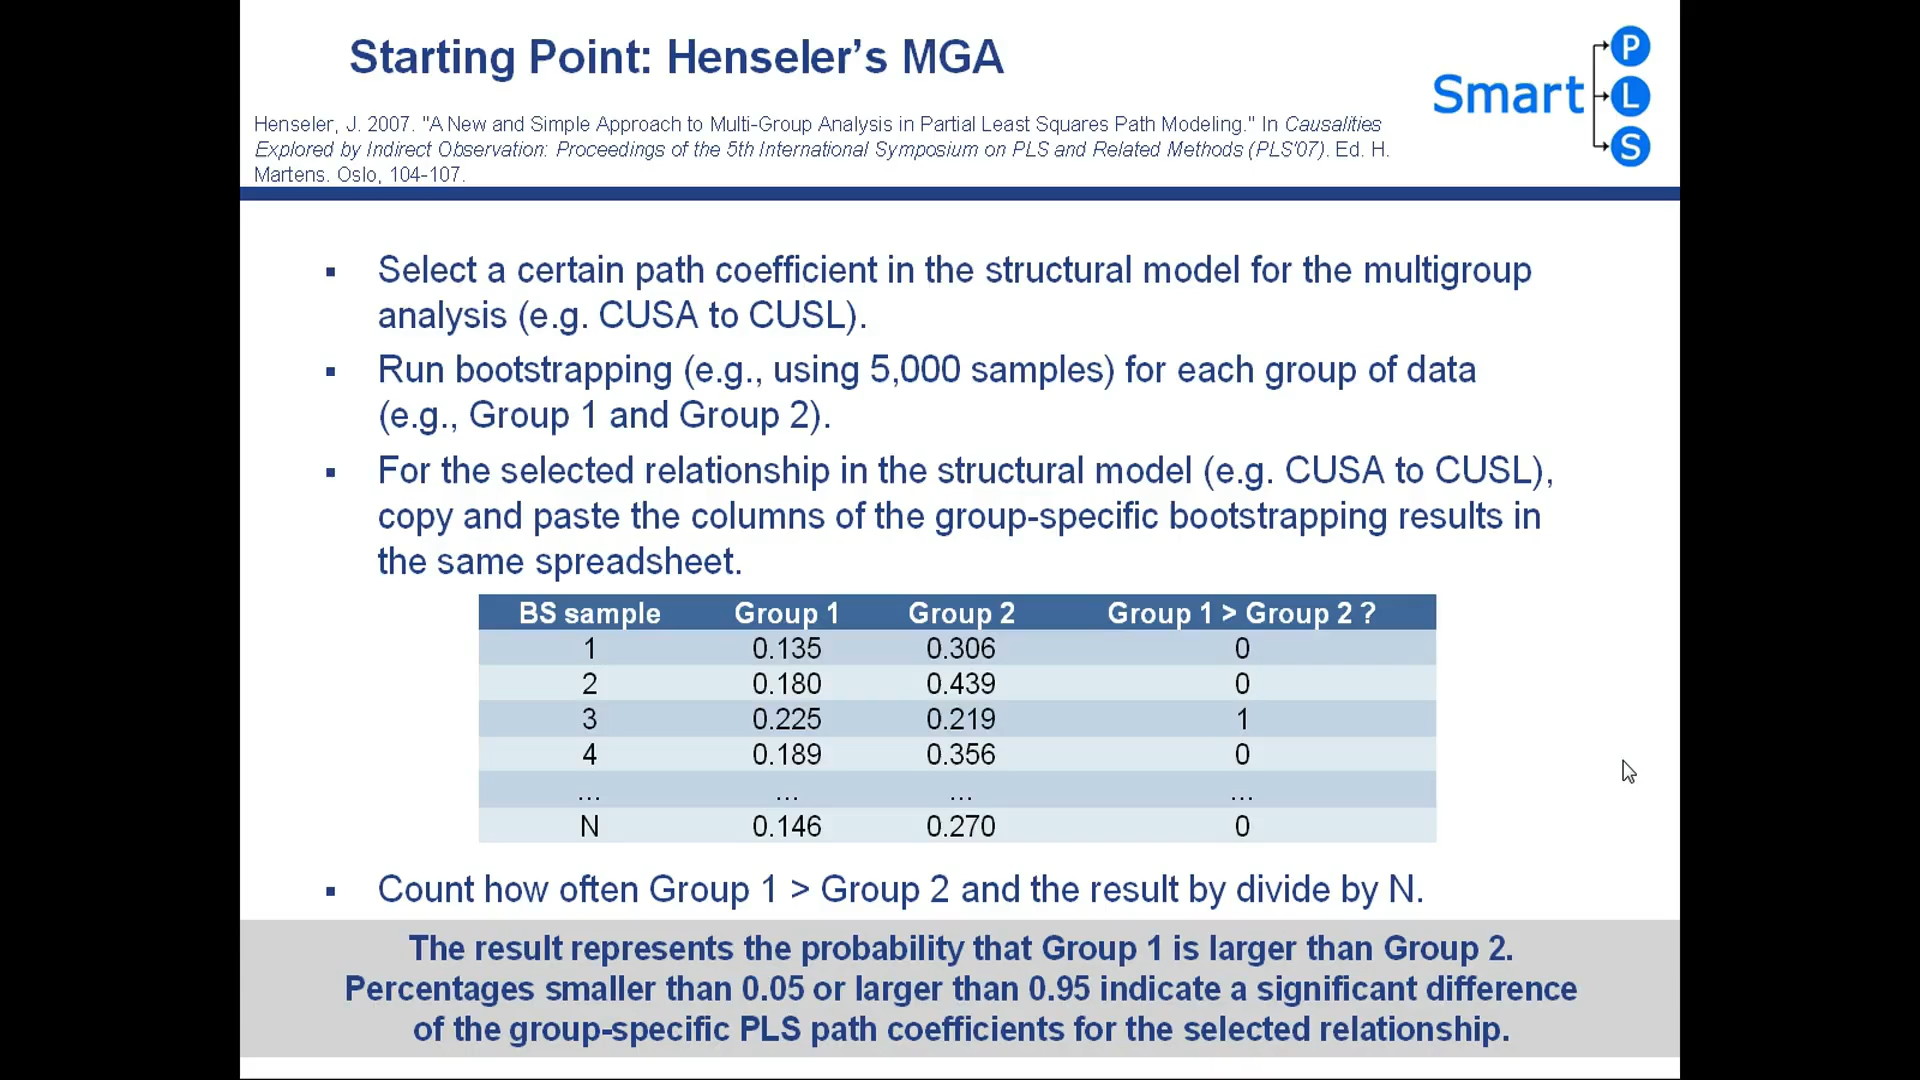 Starting Point: Henseler’s MGA
Smart P L S
Henseler, J. 2007. "A New and Simple Approach to Multi-Group Analysis in Partial Least Squares Path Modeling." In Causalities
Explored by Indirect Observation: Proceedings of the 5th International Symposium on PLS and Related Methods (PLS'07). Ed. H.
Martens. Oslo, 104-107.
▪ Select a certain path coefficient in the structural model for the multigroup
analysis (e.g. CUSA to CUSL).
▪ Run bootstrapping (e.g., using 5,000 samples) for each group of data
(e.g., Group 1 and Group 2).
▪ For the selected relationship in the structural model (e.g. CUSA to CUSL),
copy and paste the columns of the group-specific bootstrapping results in
the same spreadsheet.
BS sample Group 1 Group 2 Group 1 > Group 2 ?
1 0.135 0.306 0
2 0.180 0.439 0
3 0.225 0.219 1
4 0.189 0.356 0
... ... ... ...
N 0.146 0.270 0
▪ Count how often Group 1 > Group 2 and the result by divide by N.
The result represents the probability that Group 1 is larger than Group 2.
Percentages smaller than 0.05 or larger than 0.95 indicate a significant difference
of the group-specific PLS path coefficients for the selected relationship.